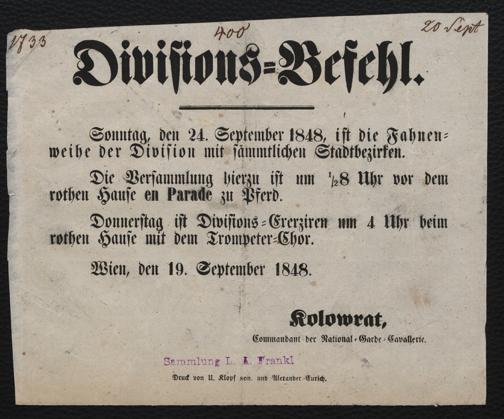 1733
400
20 Sept
Divisions-Befehl.
Sonntag, den 24. September 1848, ist die Fahnen-
weihe der Division mit sämmtlichen Stadtbezirken.
Die Versammlung hierzu ist um ½8 Uhr vor dem
rothen Hause en Parade zu Pferd.
Donnerstag ist Divisions-Exerziren um 4 Uhr beim
rothen Hause mit dem Trompeter-Chor.
Wien, den 19. September 1848.
Kolowrat,
Commandant der National-Garde-Cavallerie.
Sammlung L. A. Frankl
Druck von U. Klopf sen. und Alexander Eurich.